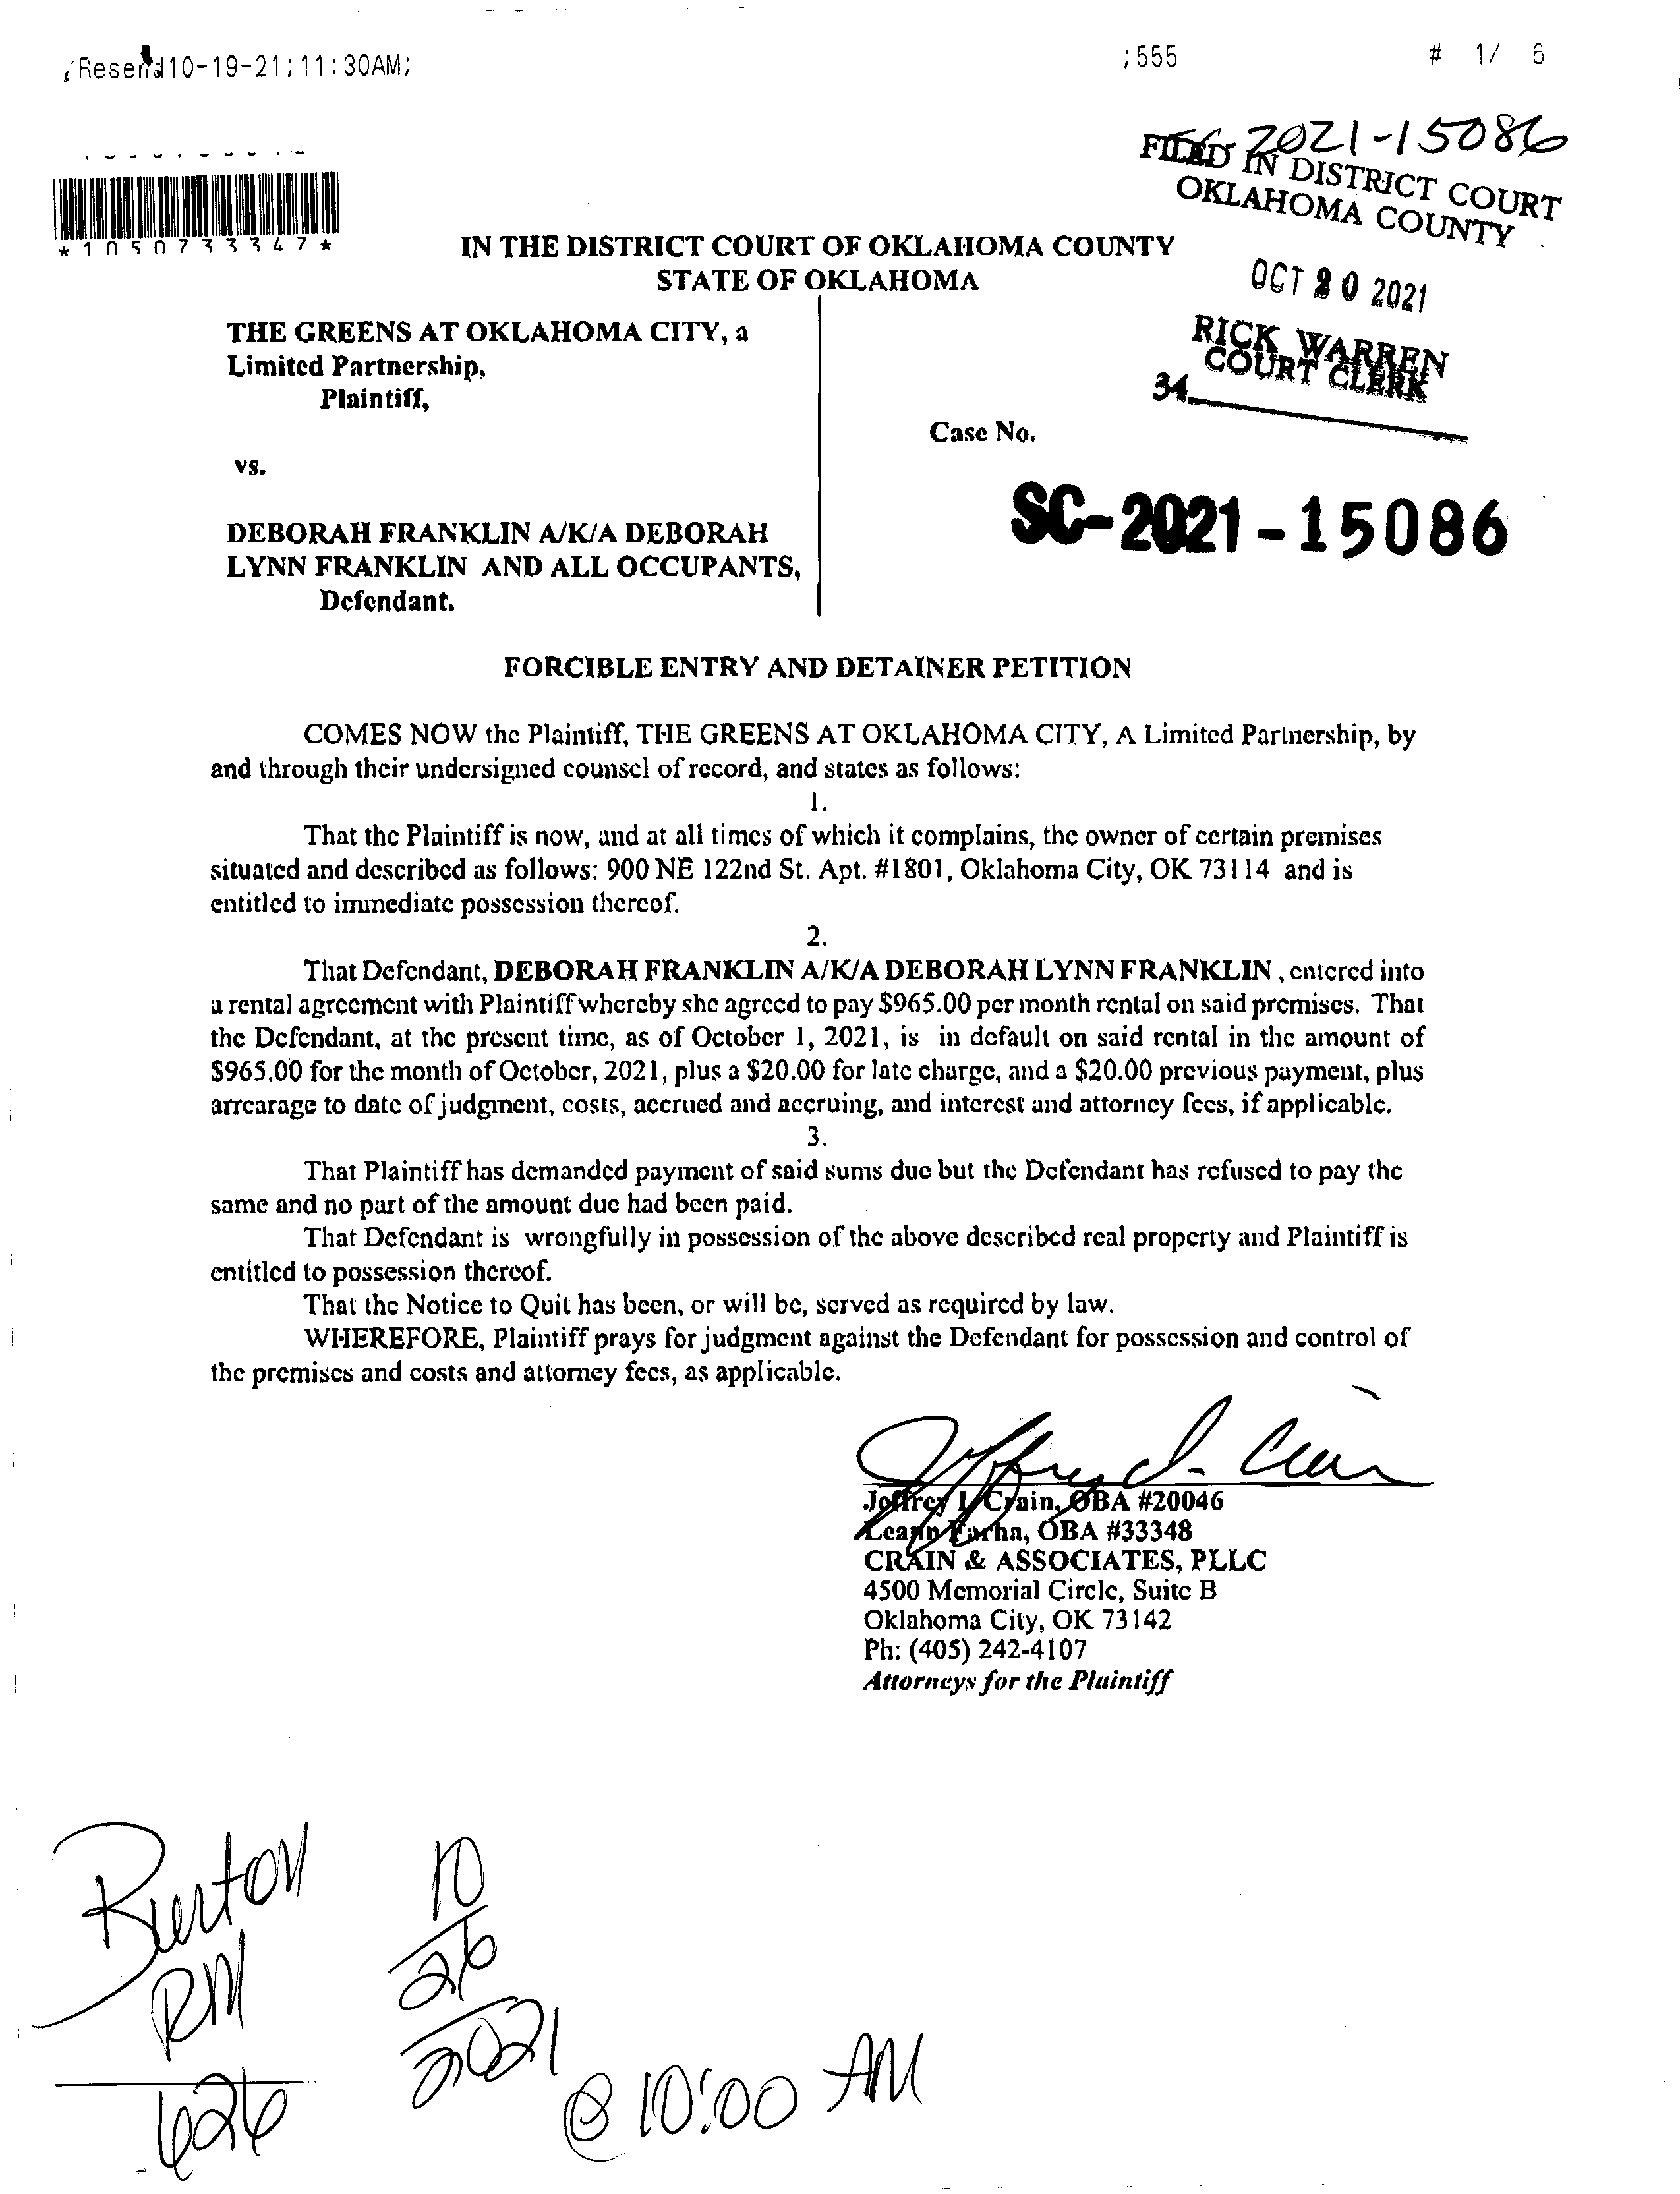 Resend 10-19-21;11:30AM; ;555 # 1/ 6
2021-15086
FILED IN DISTRICT COURT
OKLAHOMA COUNTY
OCT 20 2021
RICK WARREN
COURT CLERK
34
*1050733347*
IN THE DISTRICT COURT OF OKLAHOMA COUNTY
STATE OF OKLAHOMA
THE GREENS AT OKLAHOMA CITY, a
Limited Partnership,
Plaintiff,
Case No.
vs.
SC-2021-15086
DEBORAH FRANKLIN A/K/A DEBORAH
LYNN FRANKLIN AND ALL OCCUPANTS,
Defendant.
FORCIBLE ENTRY AND DETAINER PETITION
COMES NOW the Plaintiff, THE GREENS AT OKLAHOMA CITY, A Limited Partnership, by
and through their undersigned counsel of record, and states as follows:
1.
That the Plaintiff is now, and at all times of which it complains, the owner of certain premises
situated and described as follows: 900 NE 122nd St. Apt. #1801, Oklahoma City, OK 73114 and is
entitled to immediate possession thereof.
2.
That Defendant, DEBORAH FRANKLIN A/K/A DEBORAH LYNN FRANKLIN , entered into
a rental agreement with Plaintiff whereby she agreed to pay $965.00 per month rental on said premises. That
the Defendant, at the present time, as of October 1, 2021, is in default on said rental in the amount of
$965.00 for the month of October, 2021, plus a $20.00 for late charge, and a $20.00 previous payment, plus
arrearage to date of judgment, costs, accrued and accruing, and interest and attorney fees, if applicable.
3.
That Plaintiff has demanded payment of said sums due but the Defendant has refused to pay the
same and no part of the amount due had been paid.
That Defendant is wrongfully in possession of the above described real property and Plaintiff is
entitled to possession thereof.
That the Notice to Quit has been, or will be, served as required by law.
WHEREFORE, Plaintiff prays for judgment against the Defendant for possession and control of
the premises and costs and attorney fees, as applicable.
Joffrey I. Crain, OBA #20046
Leann Farha, OBA #33348
CRAIN & ASSOCIATES, PLLC
4500 Memorial Circle, Suite B
Oklahoma City, OK 73142
Ph: (405) 242-4107
Attorneys for the Plaintiff
Burton
RM
626
10
26
2021
@ 10:00 AM